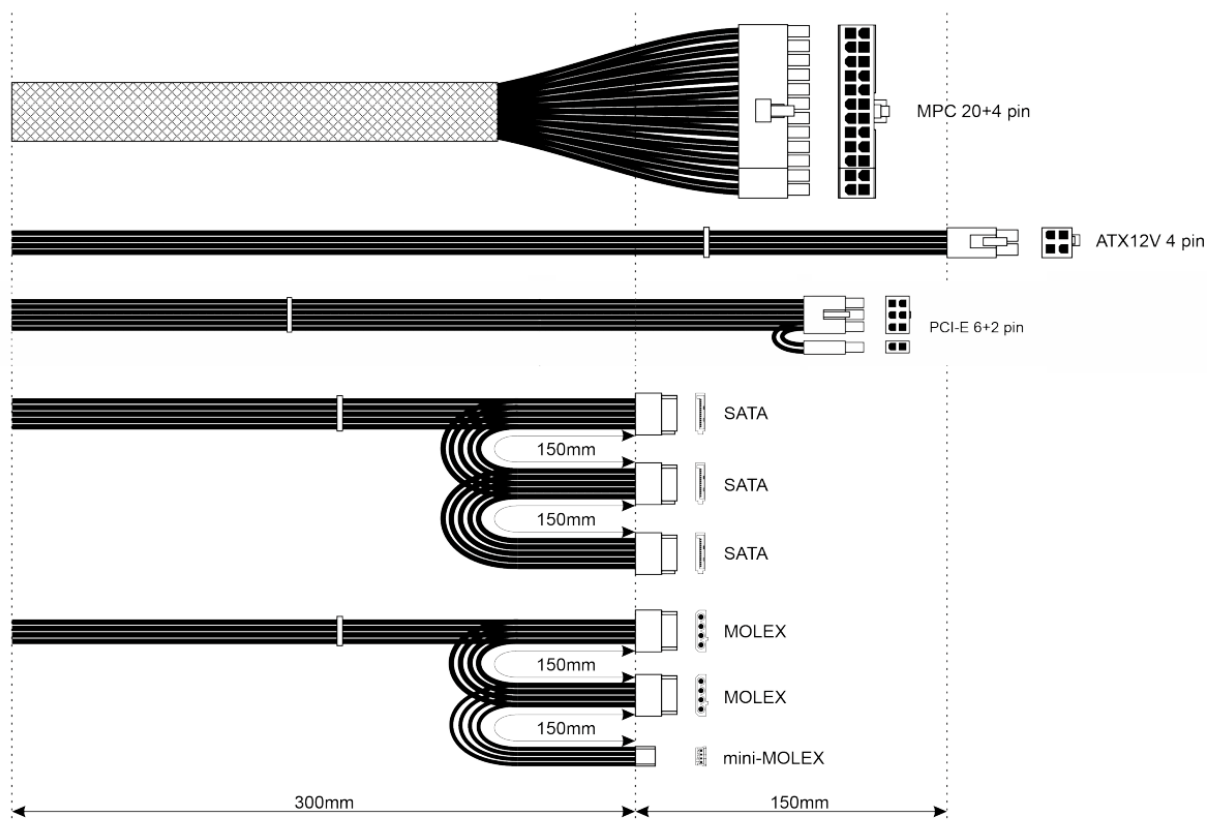 MPC 20+4 pin
ATX12V 4 pin
PCI-E 6+2 pin
SATA
150mm
SATA
150mm
SATA
MOLEX
150mm
MOLEX
150mm
mini-MOLEX
300mm
150mm